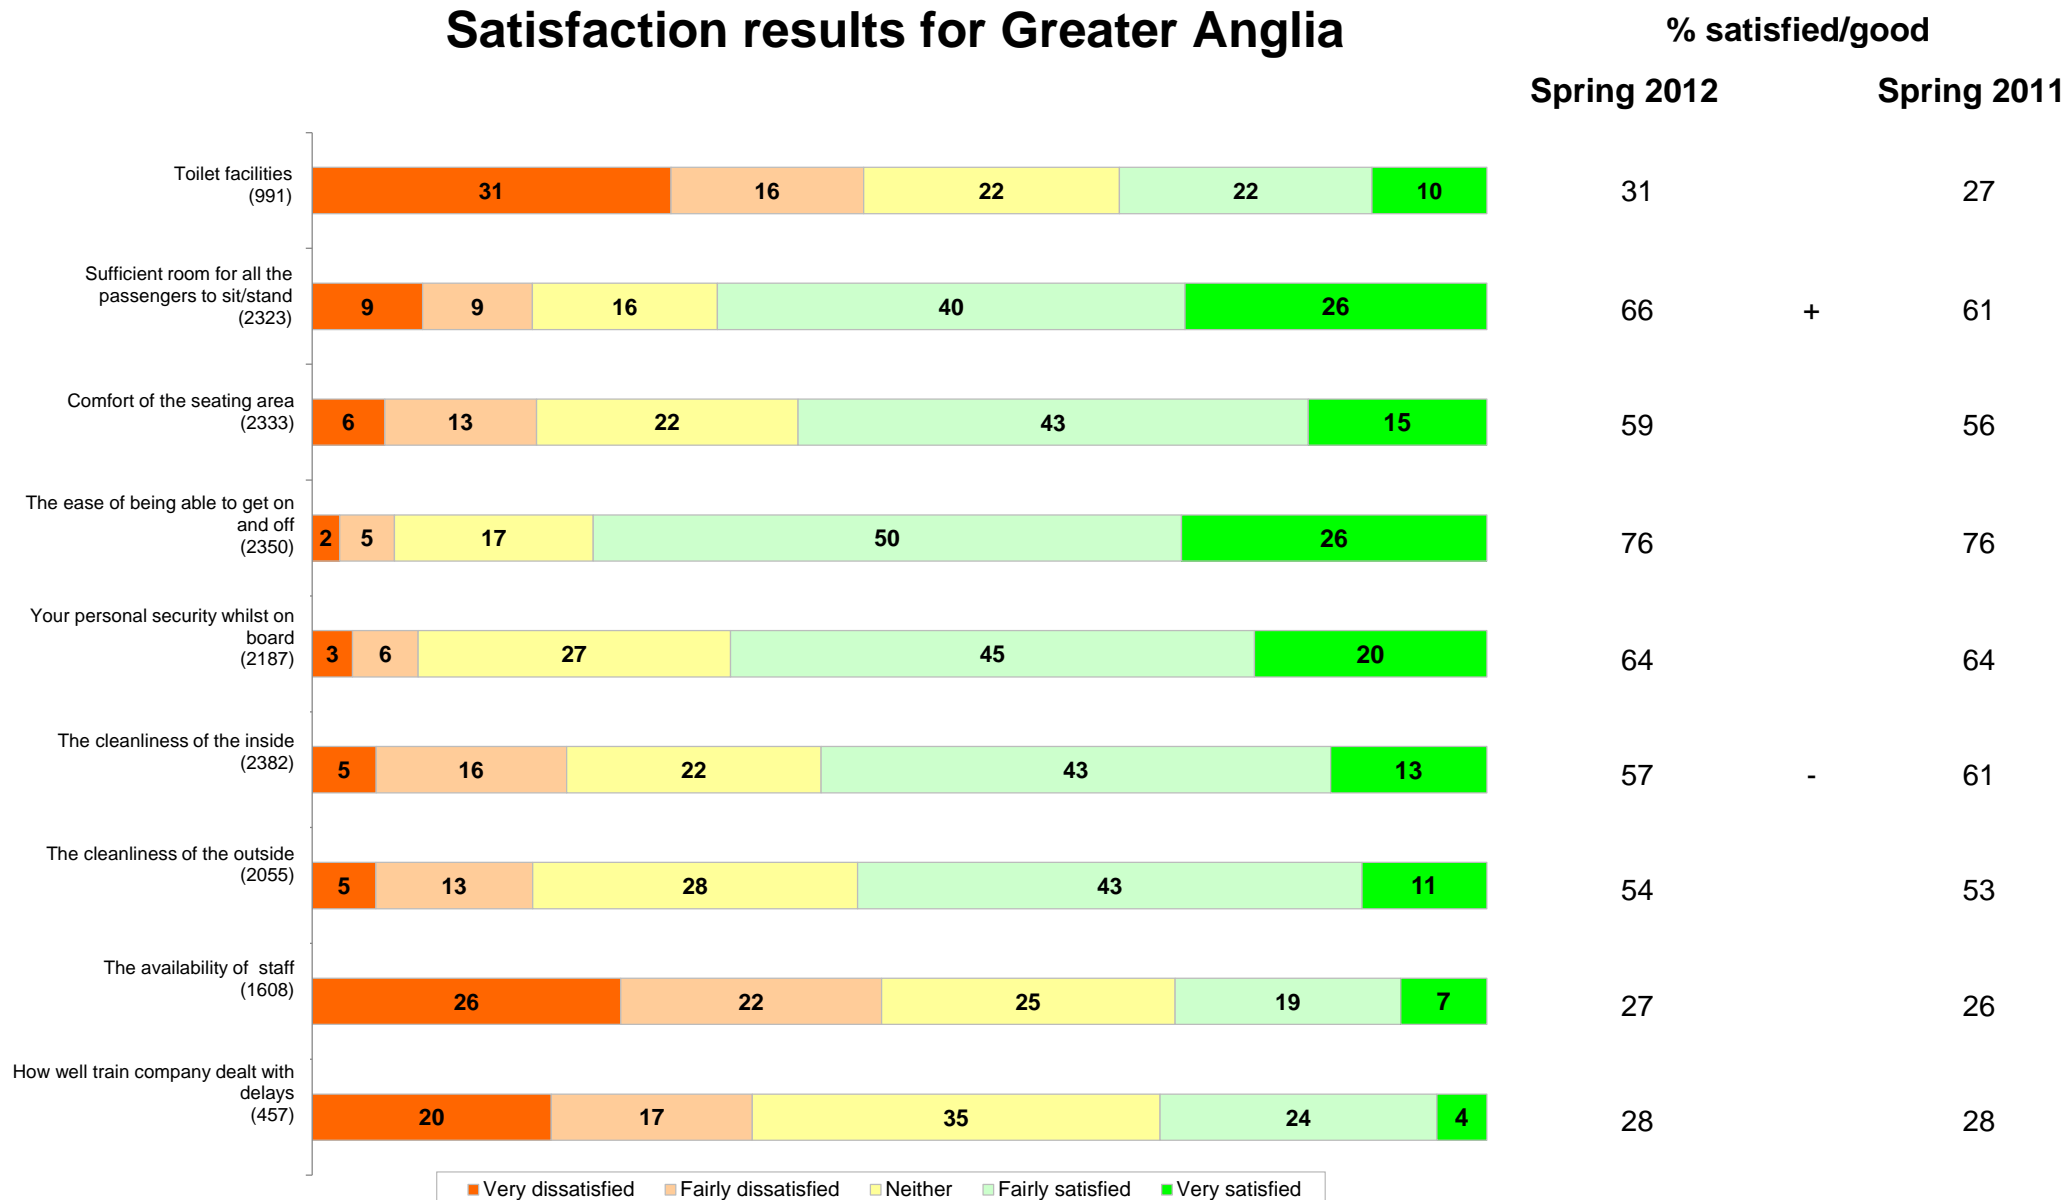 Satisfaction results for Greater Anglia
% satisfied/good
Spring 2012 Spring 2011
Toilet facilities
(991)
31 16 22 22 10 31 27
Sufficient room for all the
passengers to sit/stand
(2323)
9 9 16 40 26 66 + 61
Comfort of the seating area
(2333)
6 13 22 43 15 59 56
The ease of being able to get on
and off
(2350)
2 5 17 50 26 76 76
Your personal security whilst on
board
(2187)
3 6 27 45 20 64 64
The cleanliness of the inside
(2382)
5 16 22 43 13 57 - 61
The cleanliness of the outside
(2055)
5 13 28 43 11 54 53
The availability of staff
(1608)
26 22 25 19 7 27 26
How well train company dealt with
delays
(457)
20 17 35 24 4 28 28
Very dissatisfied Fairly dissatisfied Neither Fairly satisfied Very satisfied